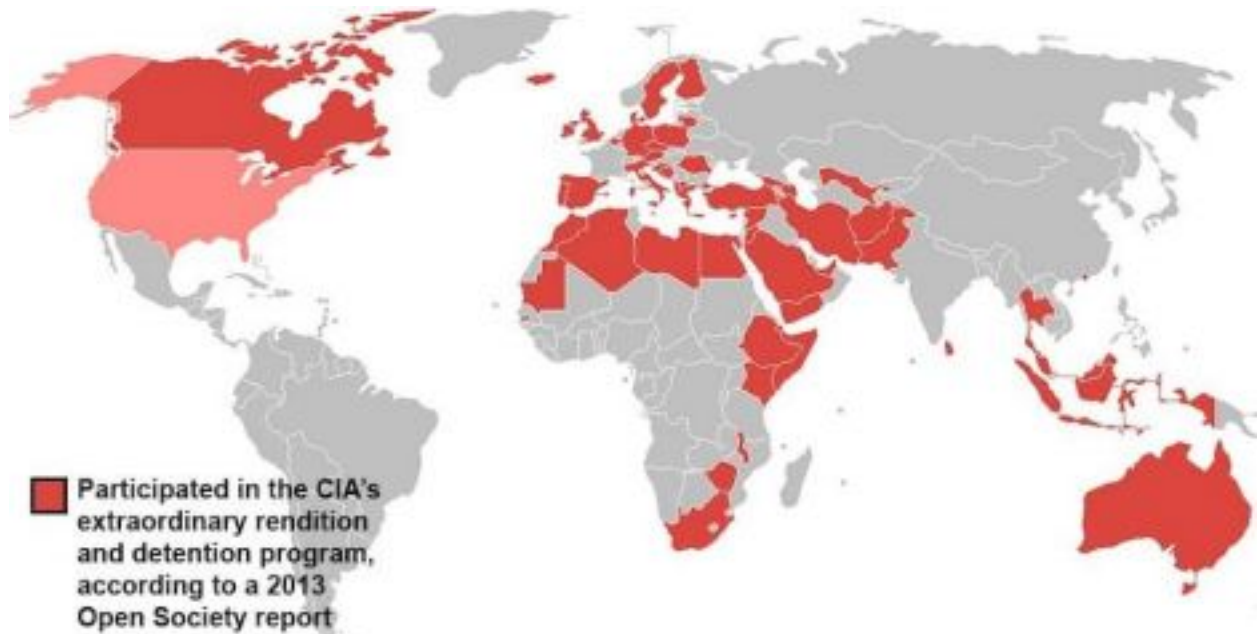 Participated in the CIA's
extraordinary rendition
and detention program,
according to a 2013
Open Society report